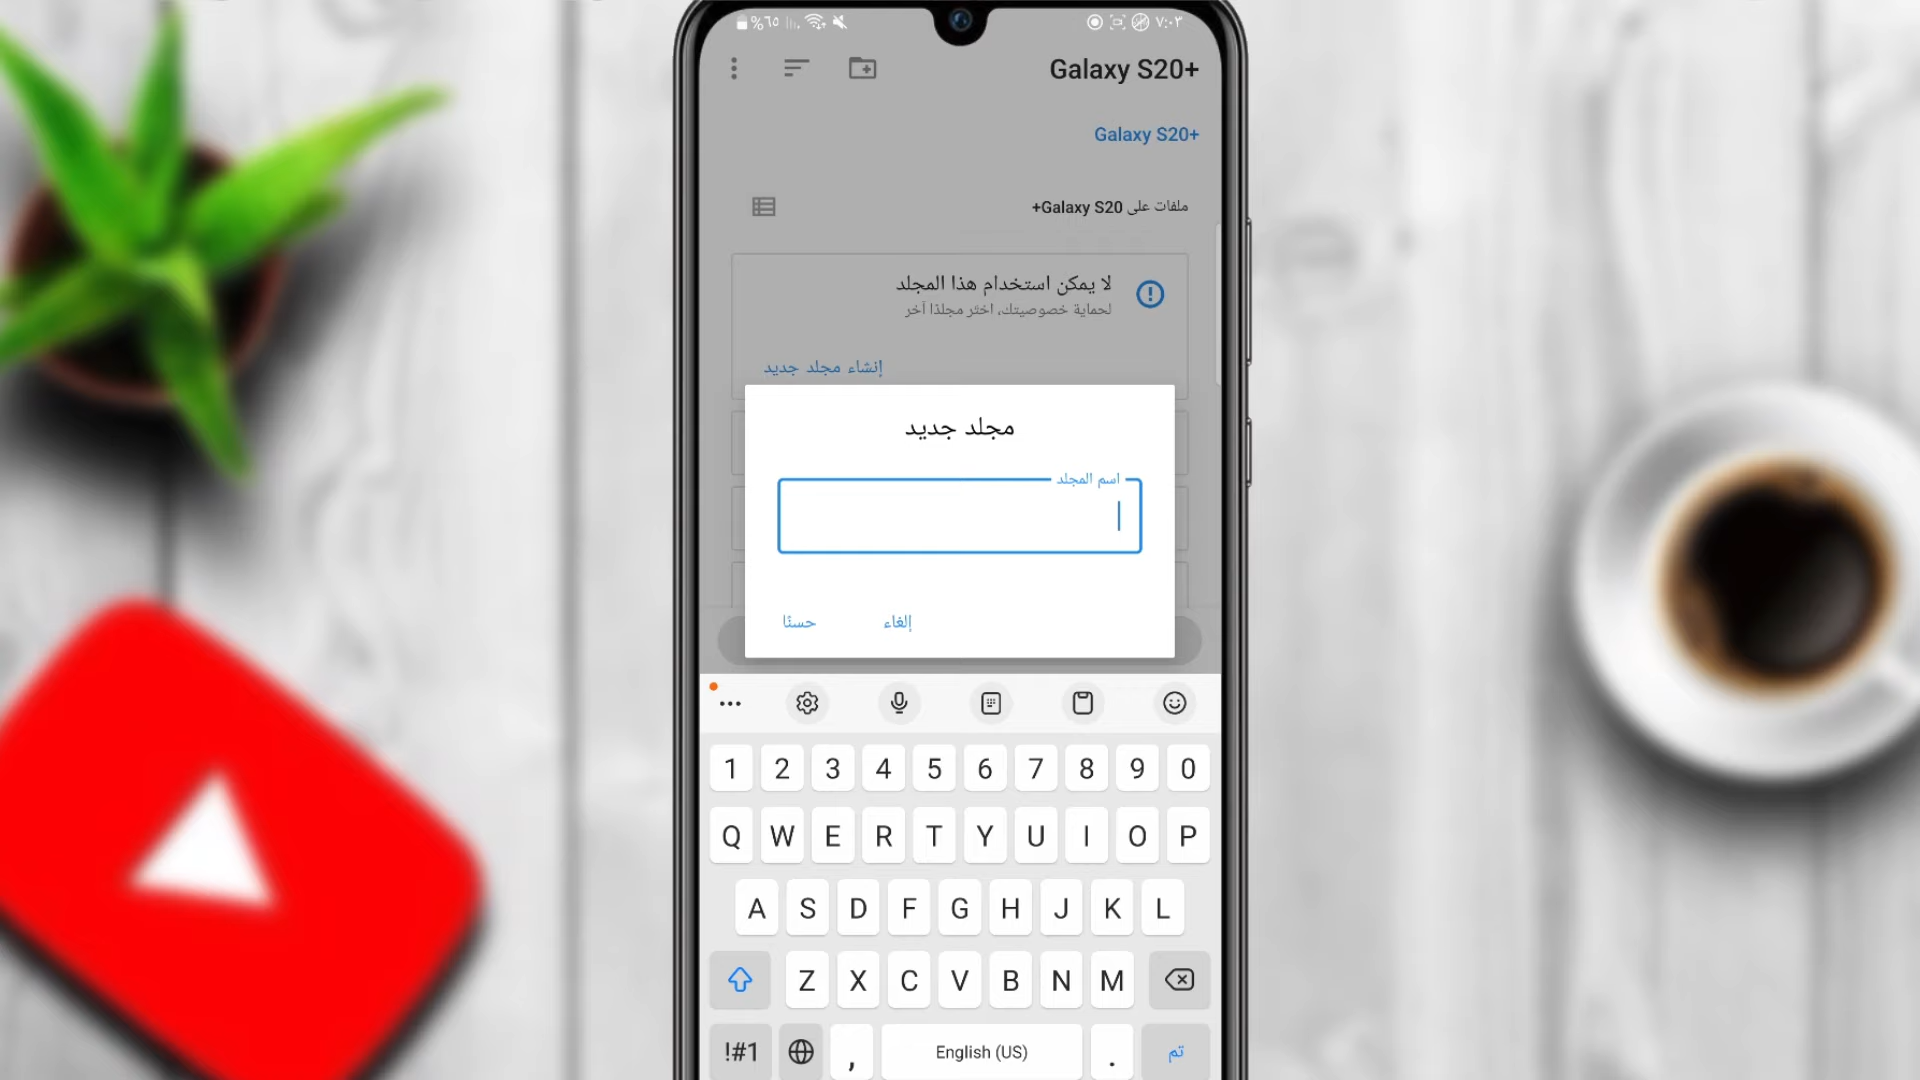 %٦٥ ٧:٠٣
Galaxy S20+
Galaxy S20+
ملفات على Galaxy S20+
لا يمكن استخدام هذا المجلد
لحماية خصوصيتك، اختر مجلدًا آخر
إنشاء مجلد جديد
مجلد جديد
اسم المجلد
إلغاء حسنًا
1 2 3 4 5 6 7 8 9 0
Q W E R T Y U I O P
A S D F G H J K L
Z X C V B N M
!#1 , English (US) . تم